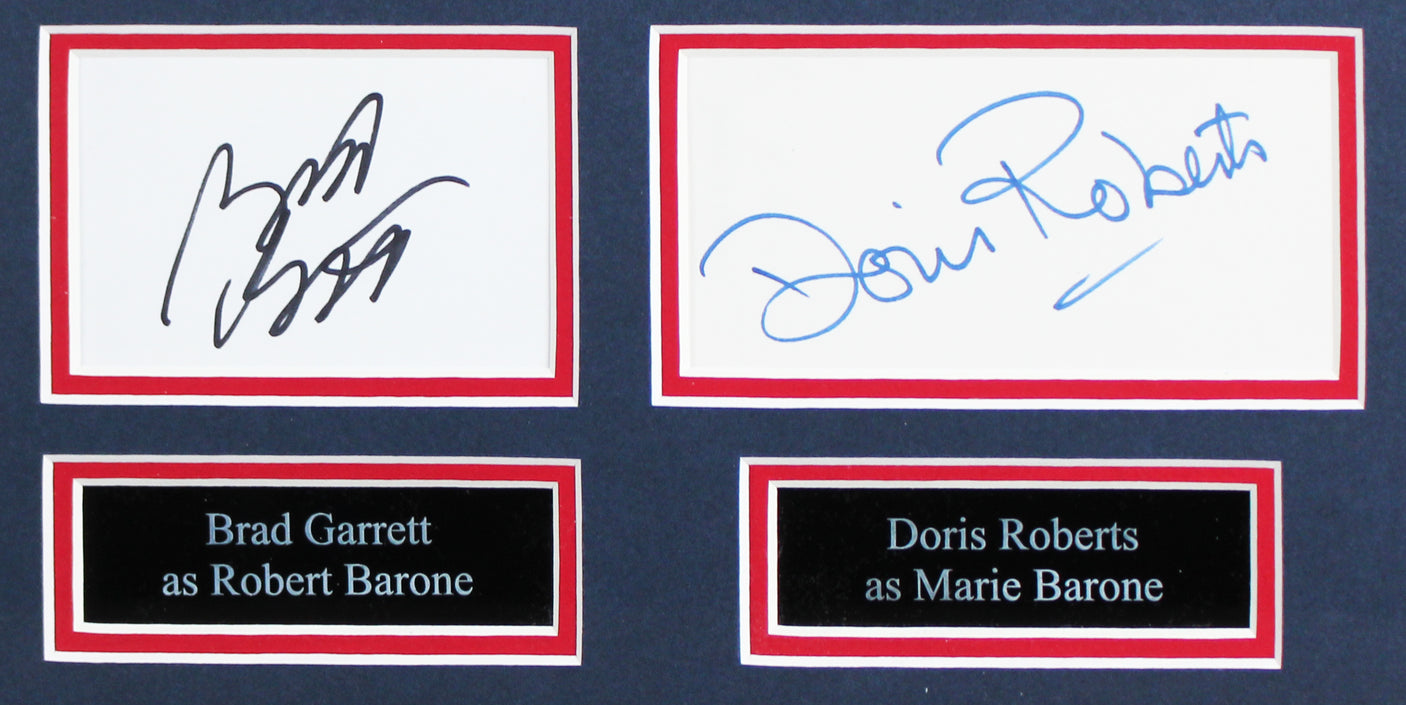 Doris Roberts
Brad Garrett
as Robert Barone
Doris Roberts
as Marie Barone